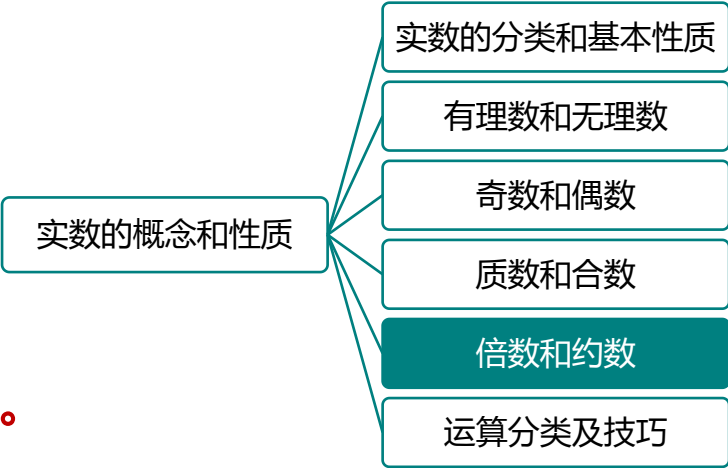 实数的分类和基本性质
有理数和无理数
奇数和偶数
实数的概念和性质
质数和合数
倍数和约数
运算分类及技巧